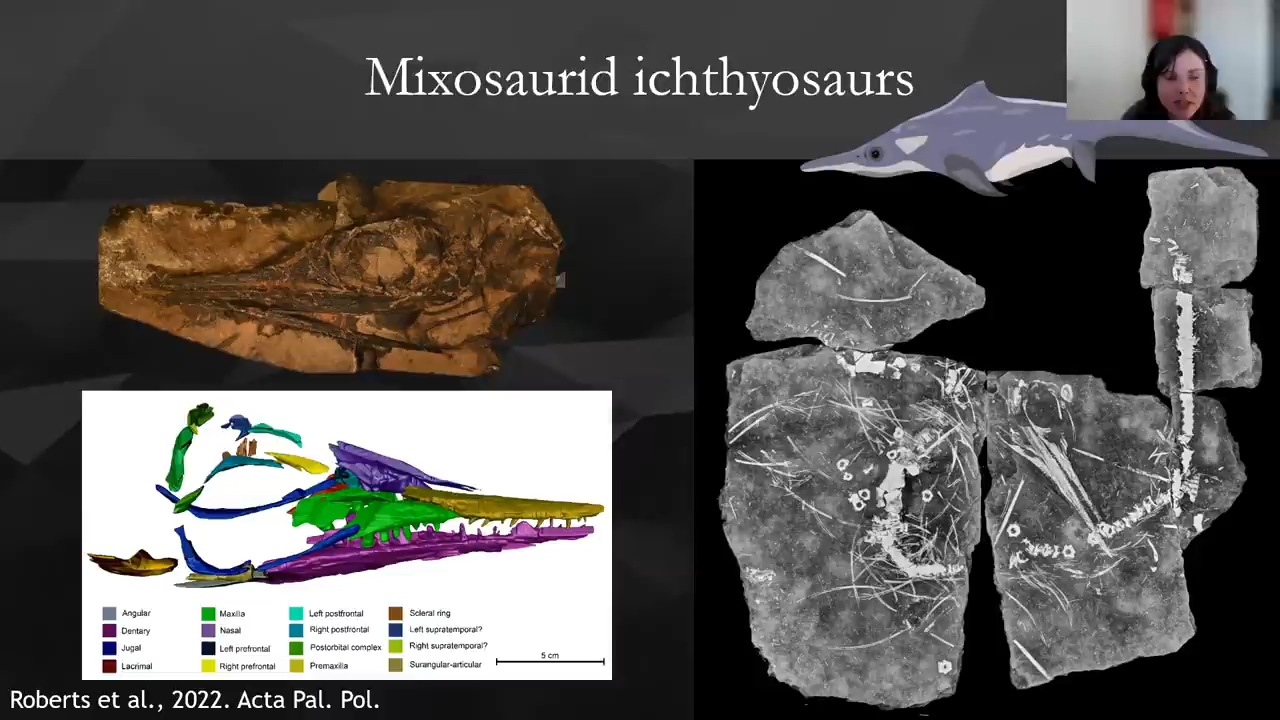 Mixosaurid ichthyosaurs
Angular
Dentary
Jugal
Lacrimal
Maxilla
Nasal
Left prefrontal
Right prefrontal
Left postfrontal
Right postfrontal
Postorbital complex
Premaxilla
Scleral ring
Left supratemporal?
Right supratemporal?
Surangular-articular
5 cm
Roberts et al., 2022. Acta Pal. Pol.